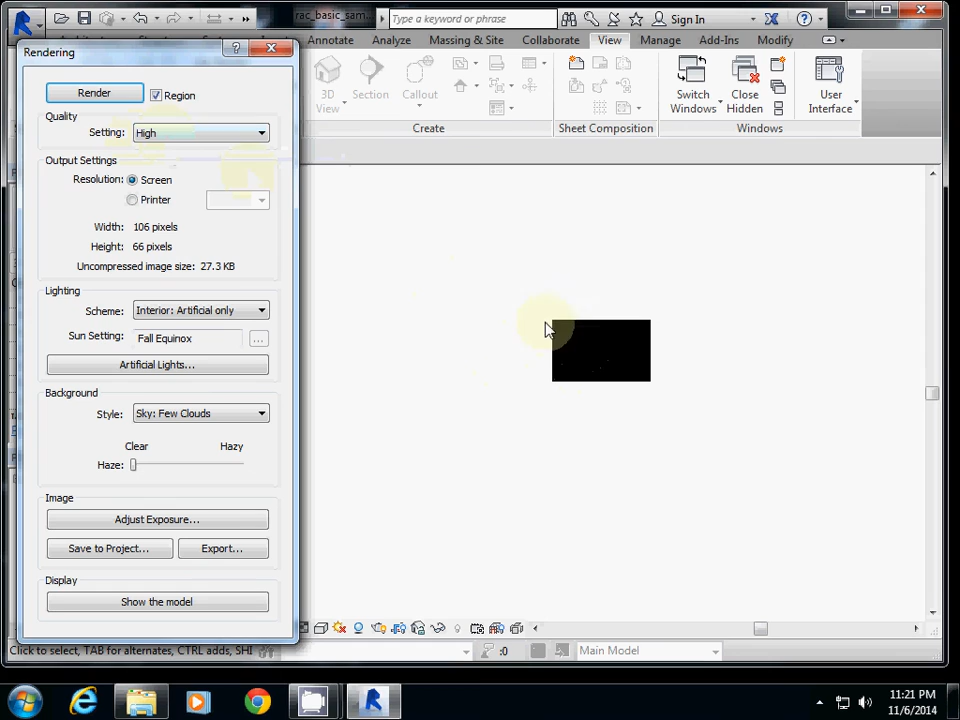 rac_basic_sam...
Type a keyword or phrase
Sign In
Rendering
Annotate Analyze Massing & Site Collaborate View Manage Add-Ins Modify
Render
Region
Quality
Setting: High
Output Settings
Resolution: Screen
Printer
Width: 106 pixels
Height: 66 pixels
Uncompressed image size: 27.3 KB
Lighting
Scheme: Interior: Artificial only
Sun Setting: Fall Equinox
...
Artificial Lights...
Background
Style: Sky: Few Clouds
Clear Hazy
Haze:
Image
Adjust Exposure...
Save to Project... Export...
Display
Show the model
3D
View
Section
Callout
Create
Sheet Composition
Switch
Windows
Close
Hidden
User
Interface
Windows
Click to select, TAB for alternates, CTRL adds, SHI
:0
Main Model
11:21 PM
11/6/2014